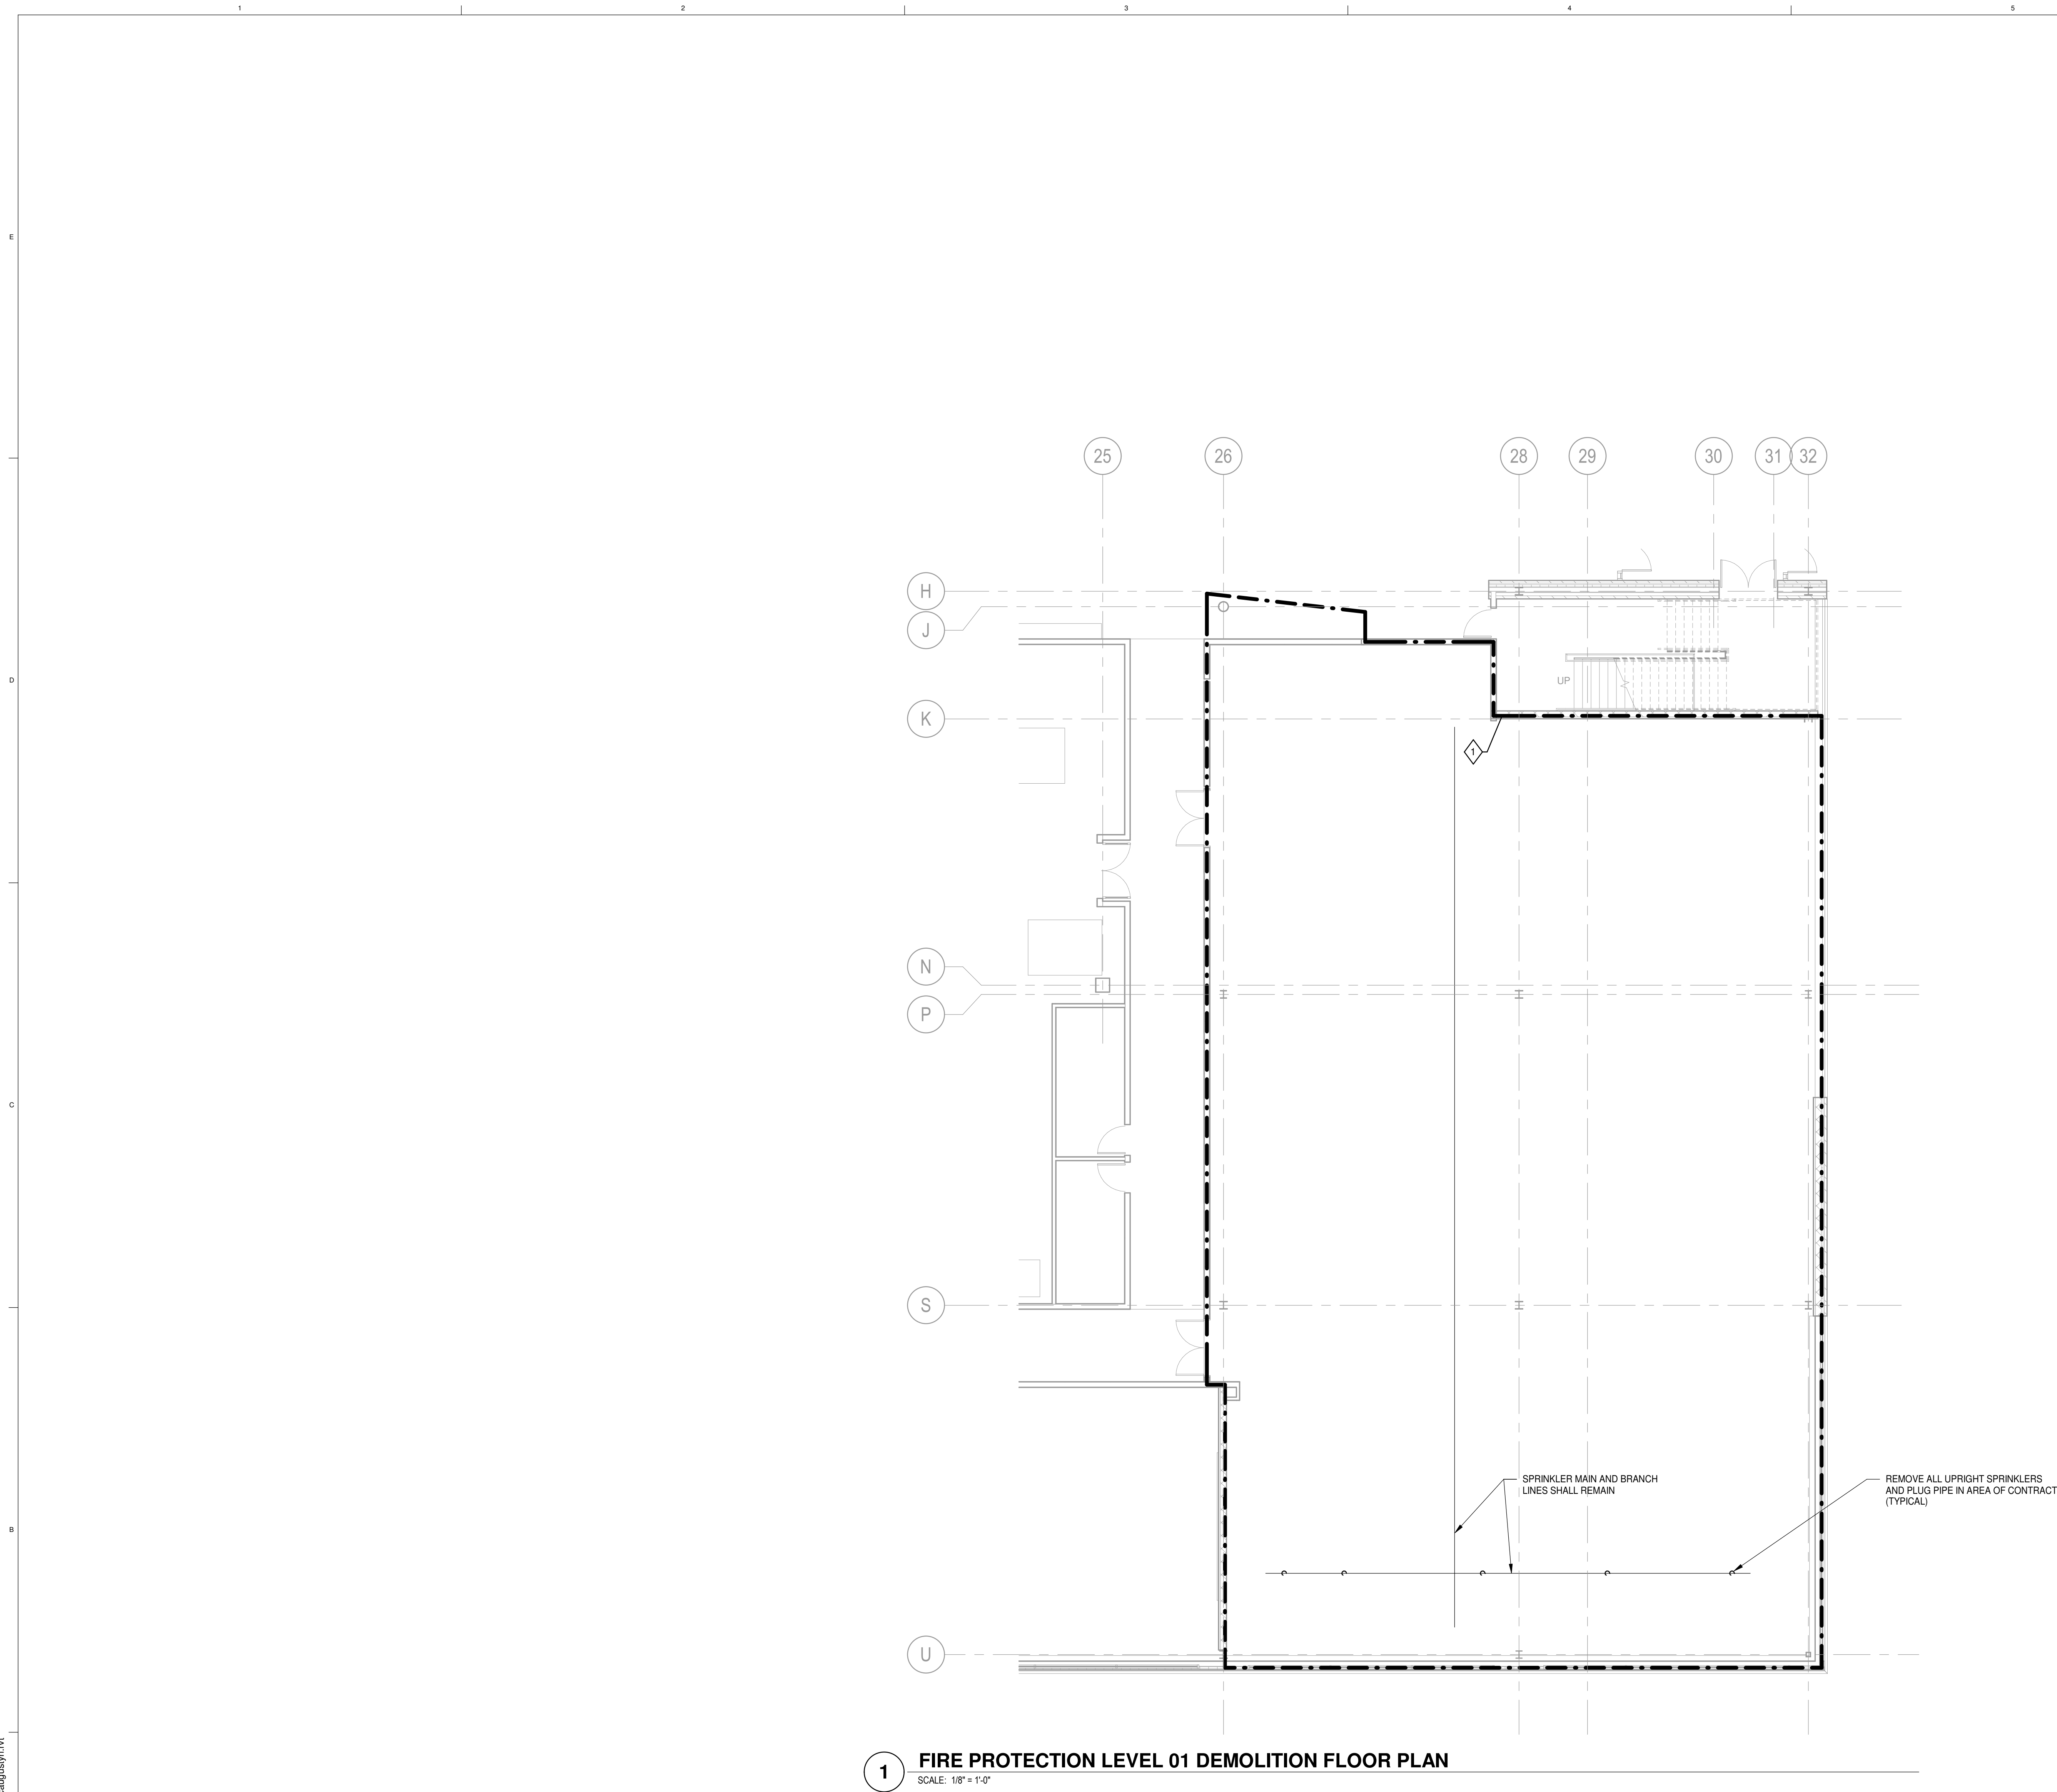 1 2 3 4 5
E
D
C
B
25 26 28 29 30 31 32
H
J
K
N
P
S
U
UP
1
SPRINKLER MAIN AND BRANCH
LINES SHALL REMAIN
REMOVE ALL UPRIGHT SPRINKLERS
AND PLUG PIPE IN AREA OF CONTRACT
(TYPICAL)
1
FIRE PROTECTION LEVEL 01 DEMOLITION FLOOR PLAN
SCALE: 1/8" = 1'-0"